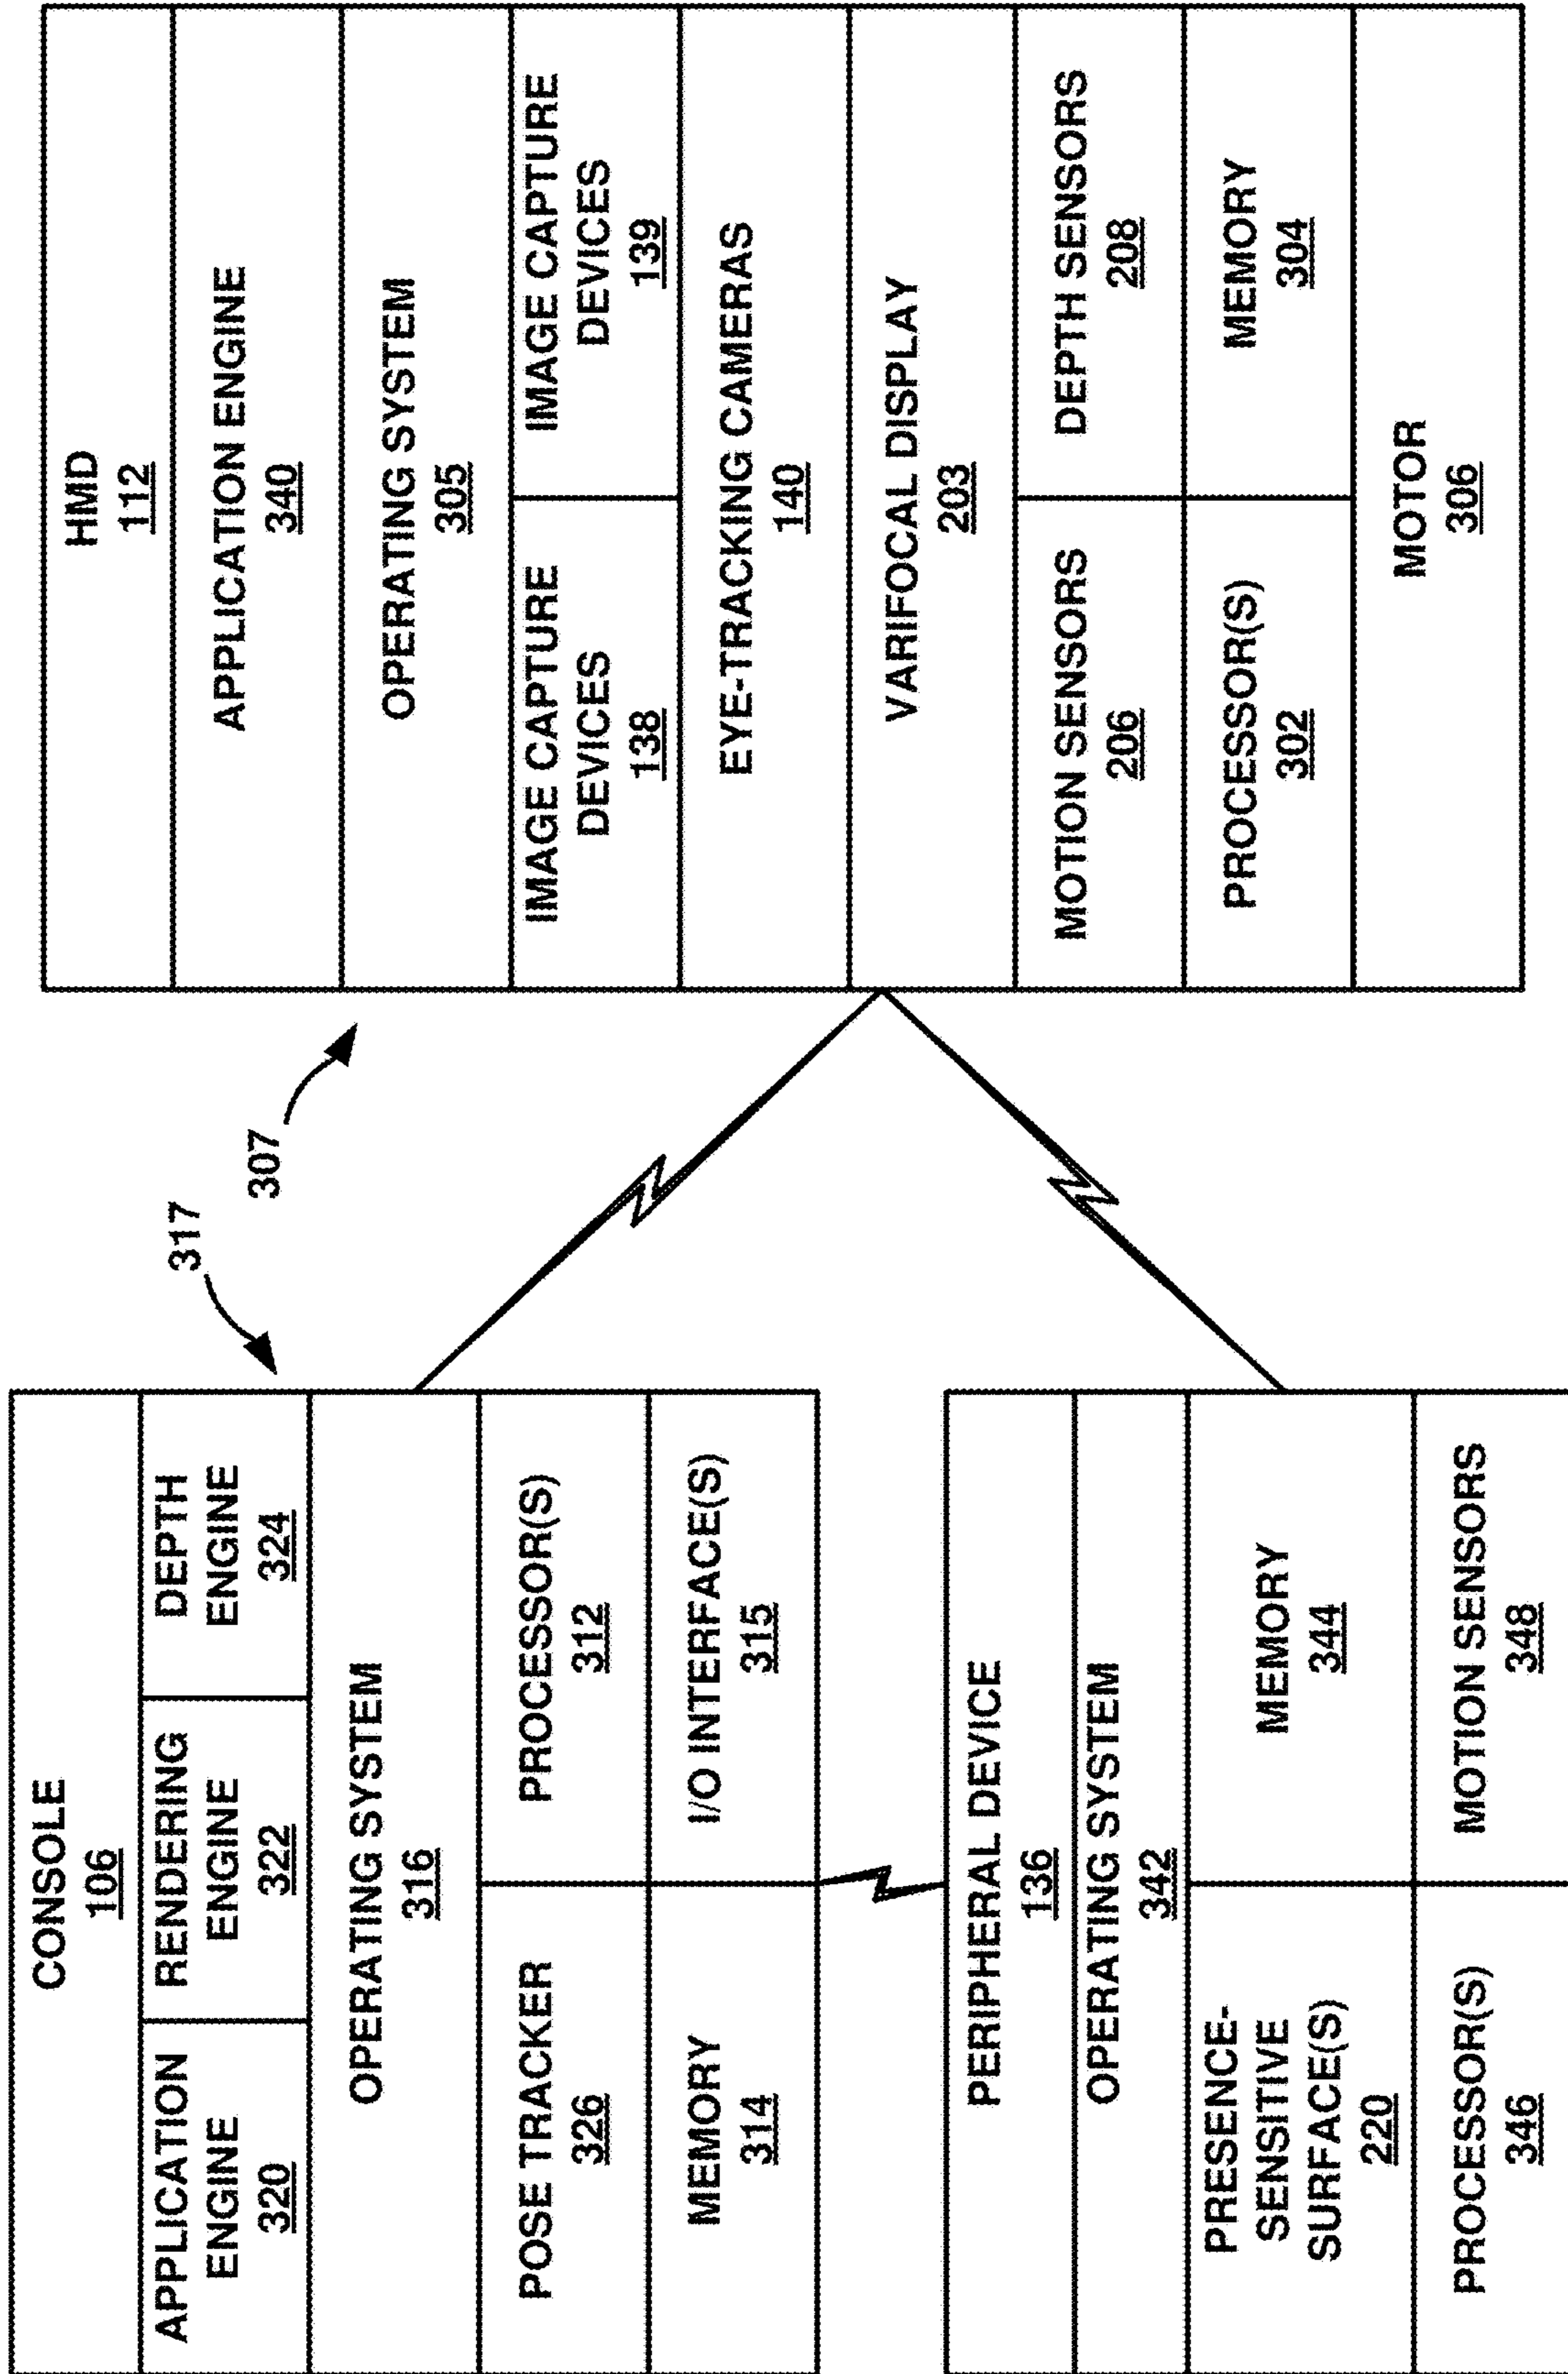 CONSOLE
106
APPLICATION
ENGINE
320
RENDERING
ENGINE
322
DEPTH
ENGINE
324
OPERATING SYSTEM
316
POSE TRACKER
326
PROCESSOR(S)
312
MEMORY
314
I/O INTERFACE(S)
315
PERIPHERAL DEVICE
136
OPERATING SYSTEM
342
PRESENCE-
SENSITIVE
SURFACE(S)
220
MEMORY
344
PROCESSOR(S)
346
MOTION SENSORS
348
317
307
HMD
112
APPLICATION ENGINE
340
OPERATING SYSTEM
305
IMAGE CAPTURE
DEVICES
138
IMAGE CAPTURE
DEVICES
139
EYE-TRACKING CAMERAS
140
VARIFOCAL DISPLAY
203
MOTION SENSORS
206
DEPTH SENSORS
208
PROCESSOR(S)
302
MEMORY
304
MOTOR
306